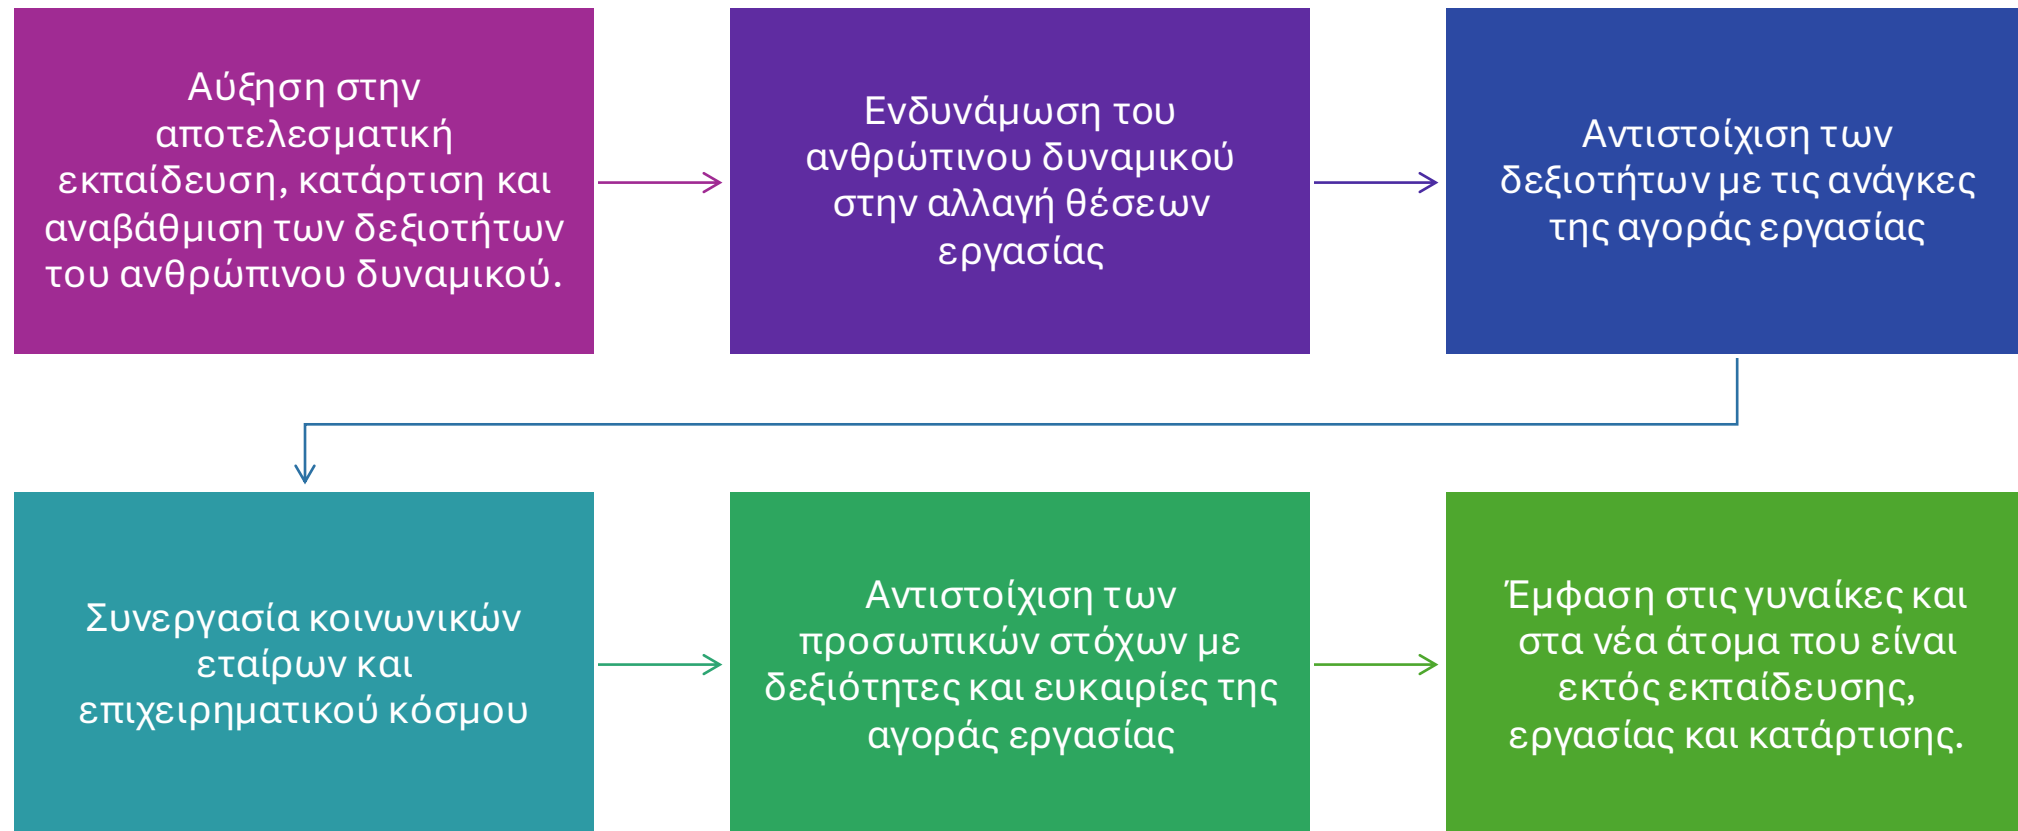 Αύξηση στην
αποτελεσματική
εκπαίδευση, κατάρτιση και
αναβάθμιση των δεξιοτήτων
του ανθρώπινου δυναμικού.
Ενδυνάμωση του
ανθρώπινου δυναμικού
στην αλλαγή θέσεων
εργασίας
Αντιστοίχιση των
δεξιοτήτων με τις ανάγκες
της αγοράς εργασίας
Συνεργασία κοινωνικών
εταίρων και
επιχειρηματικού κόσμου
Αντιστοίχιση των
προσωπικών στόχων με
δεξιότητες και ευκαιρίες της
αγοράς εργασίας
Έμφαση στις γυναίκες και
στα νέα άτομα που είναι
εκτός εκπαίδευσης,
εργασίας και κατάρτισης.